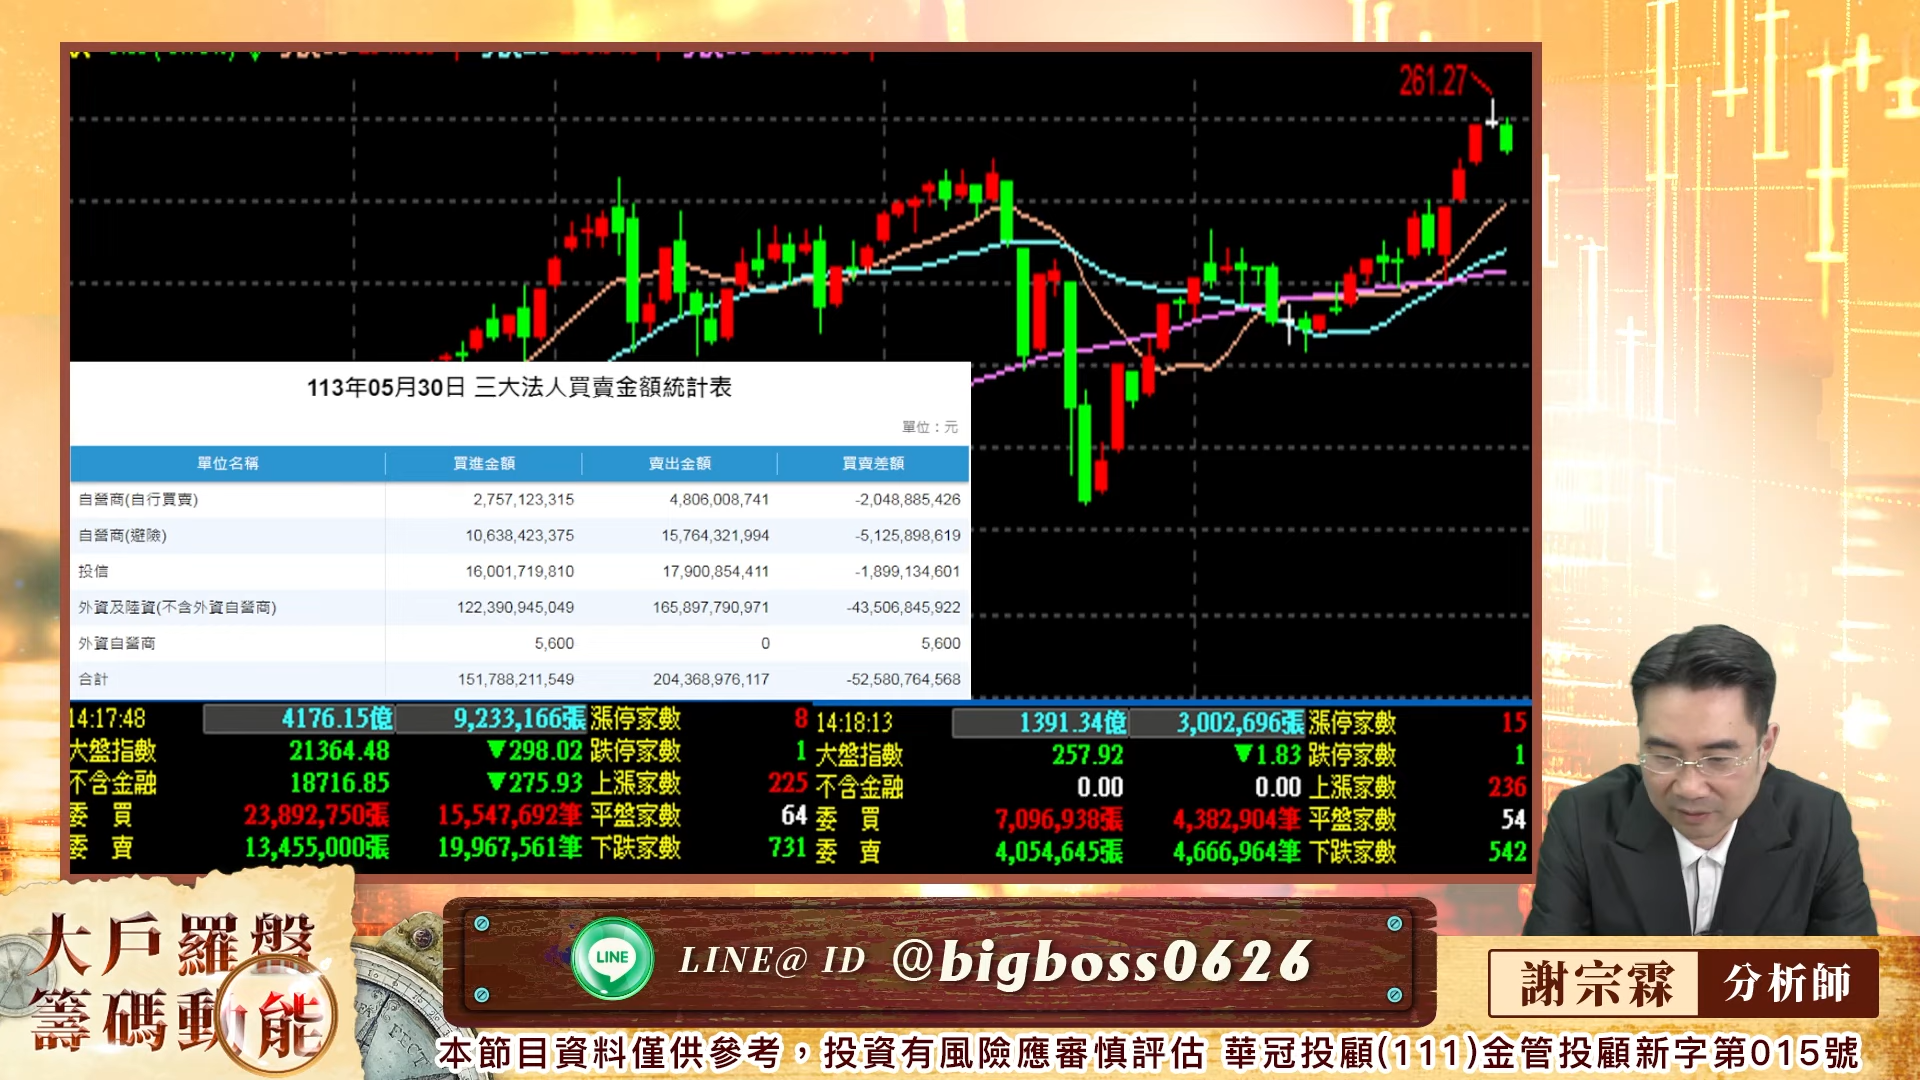 261.27
113年05月30日 三大法人買賣金額統計表
單位：元
單位名稱 買進金額 賣出金額 買賣差額
自營商(自行買賣) 2,757,123,315 4,806,008,741 -2,048,885,426
自營商(避險) 10,638,423,375 15,764,321,994 -5,125,898,619
投信 16,001,719,810 17,900,854,411 -1,899,134,601
外資及陸資(不含外資自營商) 122,390,945,049 165,897,790,971 -43,506,845,922
外資自營商 5,600 0 5,600
合計 151,788,211,549 204,368,976,117 -52,580,764,568
14:17:48 4176.15億 9,233,166張 漲停家數 8
大盤指數 21364.48 ▼298.02 跌停家數 1
不含金融 18716.85 ▼275.93 上漲家數 225
委 買 23,892,750張 15,547,692筆 平盤家數 64
委 賣 13,455,000張 19,967,561筆 下跌家數 731
14:18:13 1391.34億 3,002,696張 漲停家數 15
大盤指數 257.92 ▼1.83 跌停家數 1
不含金融 0.00 0.00 上漲家數 236
委 買 7,096,938張 4,382,904筆 平盤家數 54
委 賣 4,054,645張 4,666,964筆 下跌家數 542
大戶羅盤
籌碼動能
LINE
LINE@ ID @bigboss0626
謝宗霖 分析師
本節目資料僅供參考，投資有風險應審慎評估 華冠投顧(111)金管投顧新字第015號